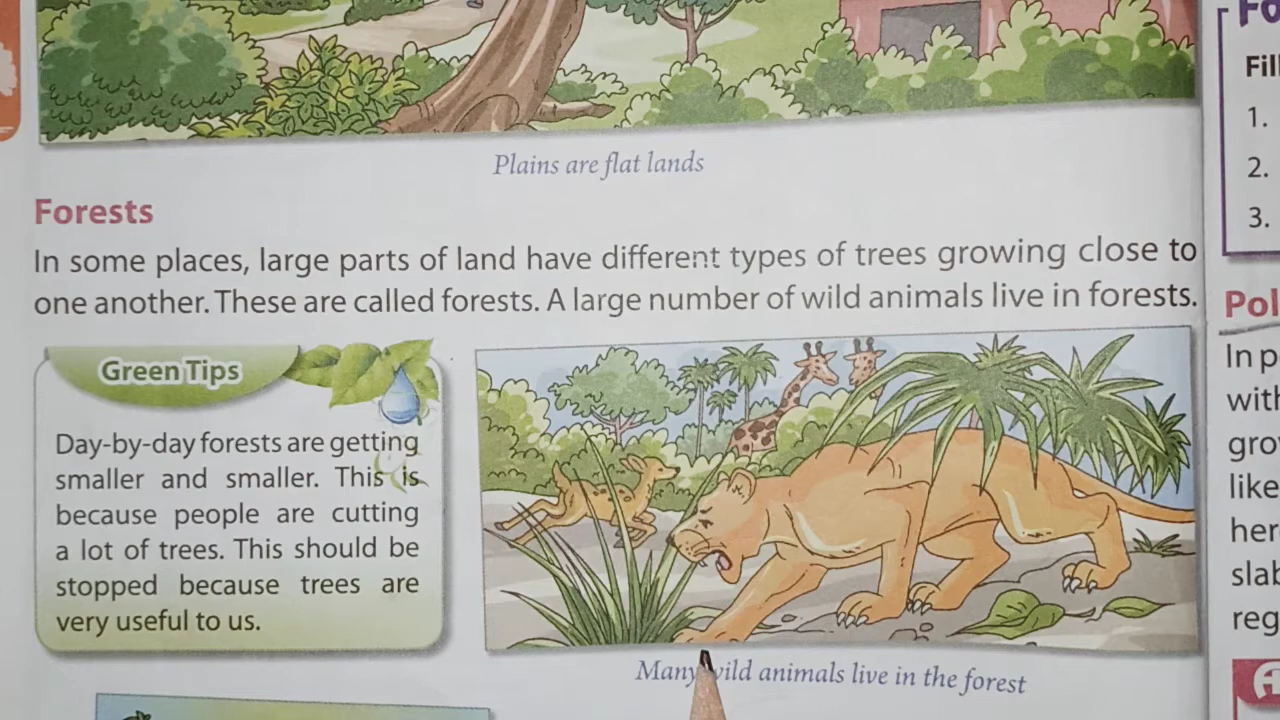 Plains are flat lands
Forests
In some places, large parts of land have different types of trees growing close to
one another. These are called forests. A large number of wild animals live in forests.
Green Tips
Day-by-day forests are getting
smaller and smaller. This is
because people are cutting
a lot of trees. This should be
stopped because trees are
very useful to us.
Many wild animals live in the forest
Fil
1.
2.
3.
Pol
In p
with
grow
like
her
slab
reg